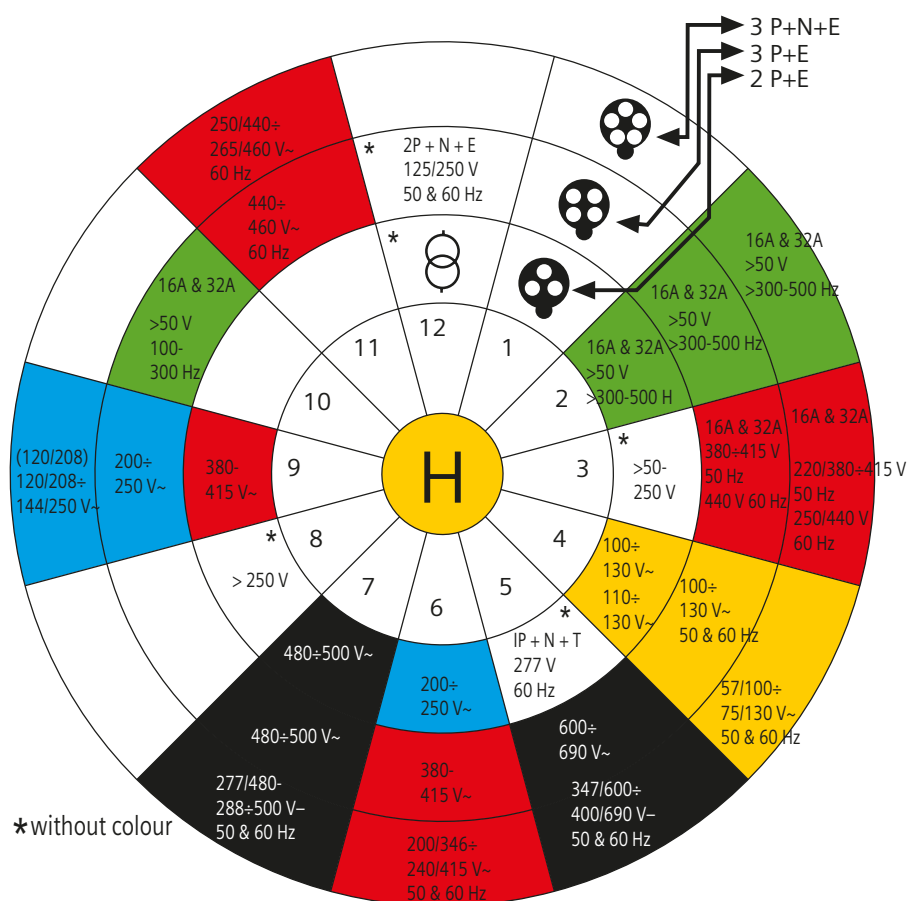 3 P+N+E
3 P+E
2 P+E
250/440÷
265/460 V~
60 Hz
440÷
460 V~
60 Hz
*
2P + N + E
125/250 V
50 & 60 Hz
*
16A & 32A
>50 V
>300-500 Hz
16A & 32A
>50 V
>300-500 Hz
16A & 32A
>50 V
>300-500 H
16A & 32A
>50 V
100-
300 Hz
12
1
2
3
4
5
6
7
8
9
10
11
H
(120/208)
120/208÷
144/250 V~
200÷
250 V~
380-
415 V~
*
>50-
250 V
16A & 32A
380÷415 V
50 Hz
440 V 60 Hz
16A & 32A
220/380÷415 V
50 Hz
250/440 V
60 Hz
*
> 250 V
100÷
130 V~
110÷
130 V~
100÷
130 V~
50 & 60 Hz
57/100÷
75/130 V~
50 & 60 Hz
*
IP + N + T
277 V
60 Hz
600÷
690 V~
347/600÷
400/690 V–
50 & 60 Hz
480÷500 V~
480÷500 V~
277/480-
288÷500 V–
50 & 60 Hz
200÷
250 V~
380-
415 V~
200/346÷
240/415 V~
50 & 60 Hz
*without colour